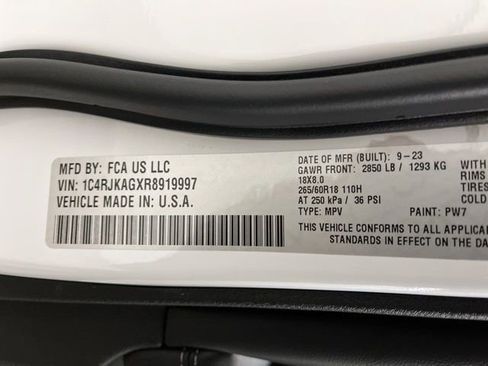 MFD BY: FCA US LLC
VIN: 1C4RJKAGXR8919997
VEHICLE MADE IN: U.S.A.
DATE OF MFR (BUILT): 9-23
GAWR FRONT: 2850 LB / 1293 KG
18X8.0
265/60R18 110H
AT 250 kPa / 36 PSI
TYPE: MPV PAINT: PW7
THIS VEHICLE CONFORMS TO ALL
STANDARDS IN EFFECT ON THE
WITH
RIMS
TIRES
COLD